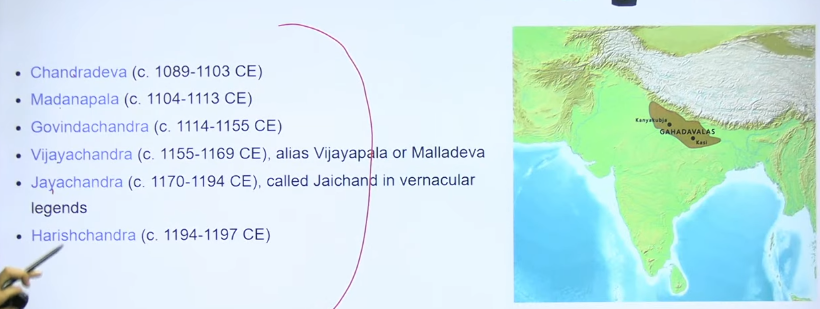 Chandradeva (c. 1089-1103 CE)
Madanapala (c. 1104-1113 CE)
Govindachandra (c. 1114-1155 CE)
Vijayachandra (c. 1155-1169 CE), alias Vijayapala or Malladeva
Jayachandra (c. 1170-1194 CE), called Jaichand in vernacular
legends
Harishchandra (c. 1194-1197 CE)
Kanyakubja
GAHADAVALAS
Kasi